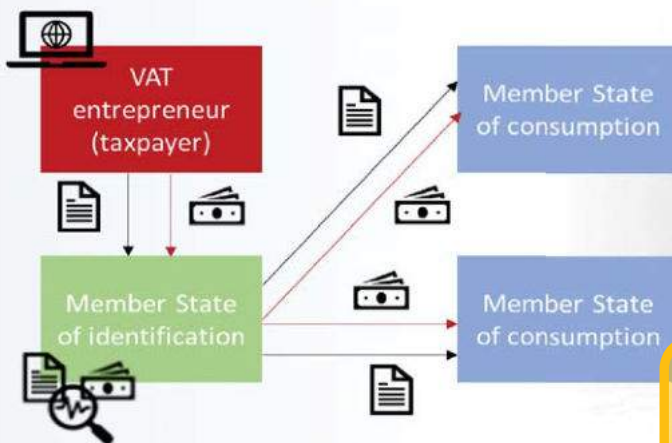 VAT
entrepreneur
(taxpayer)
Member State
of consumption
Member State
of identification
Member State
of consumption